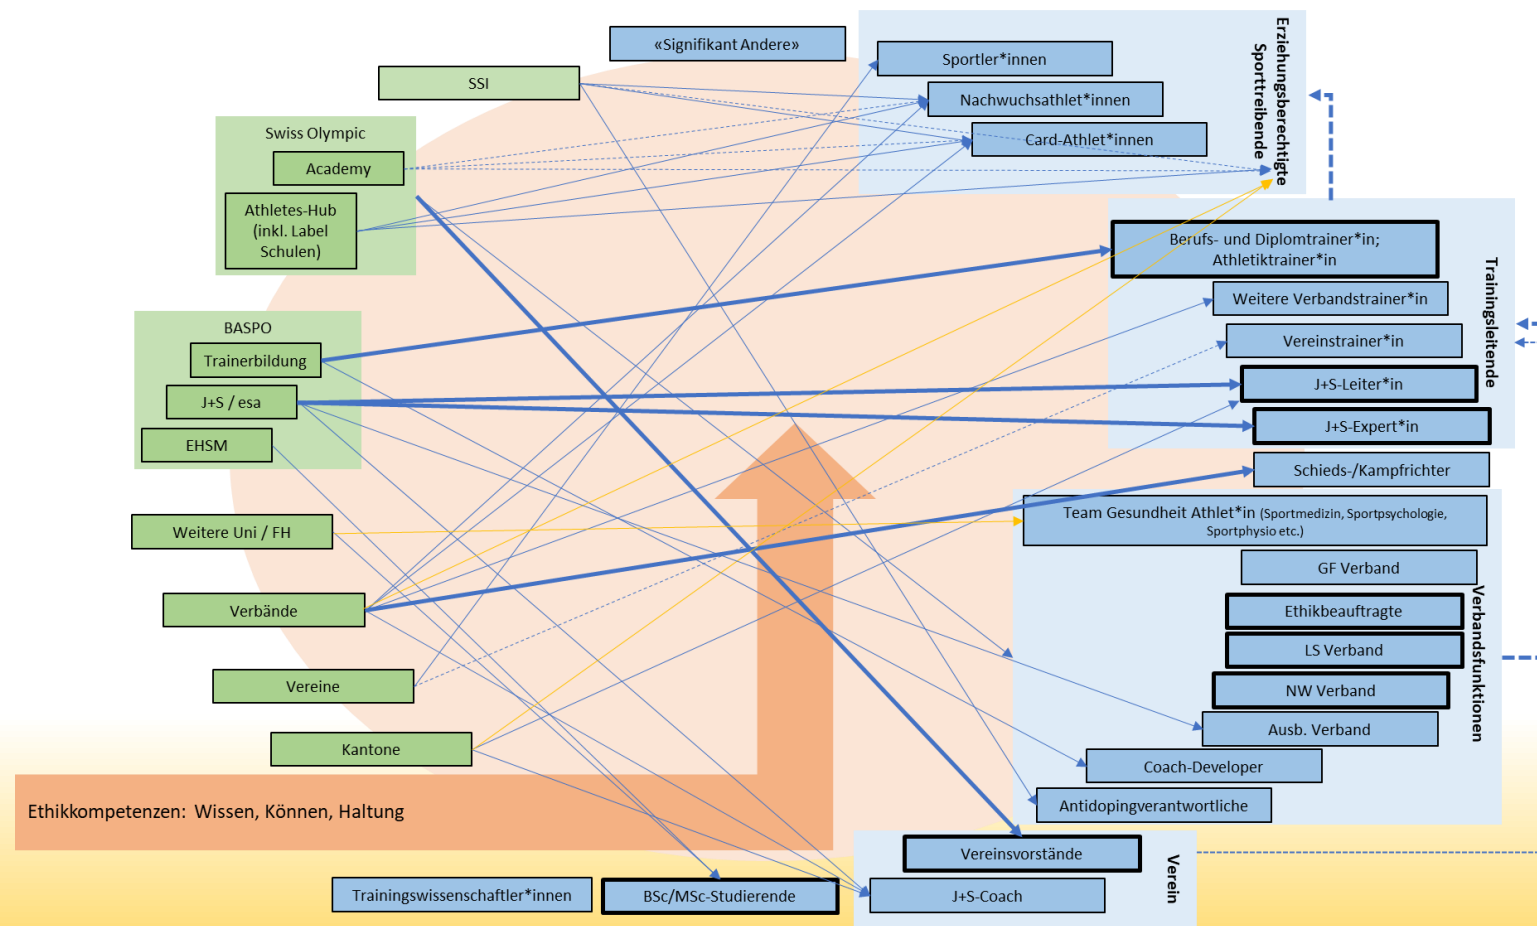 «Signifikant Andere»
SSI
Swiss Olympic
Academy
Athletes-Hub
(inkl. Label
Schulen)
BASPO
Trainerbildung
J+S / esa
EHSM
Weitere Uni / FH
Verbände
Vereine
Kantone
Ethikkompetenzen: Wissen, Können, Haltung
Erziehungsberechtigte
Sporttreibende
Sportler*innen
Nachwuchsathlet*innen
Card-Athlet*innen
Trainingsleitende
Berufs- und Diplomtrainer*in;
Athletiktrainer*in
Weitere Verbandstrainer*in
Vereinstrainer*in
J+S-Leiter*in
J+S-Expert*in
Schieds-/Kampfrichter
Verbandsfunktionen
Team Gesundheit Athlet*in (Sportmedizin, Sportpsychologie,
Sportphysio etc.)
GF Verband
Ethikbeauftragte
LS Verband
NW Verband
Ausb. Verband
Coach-Developer
Antidopingverantwortliche
Verein
Vereinsvorstände
J+S-Coach
Trainingswissenschaftler*innen
BSc/MSc-Studierende